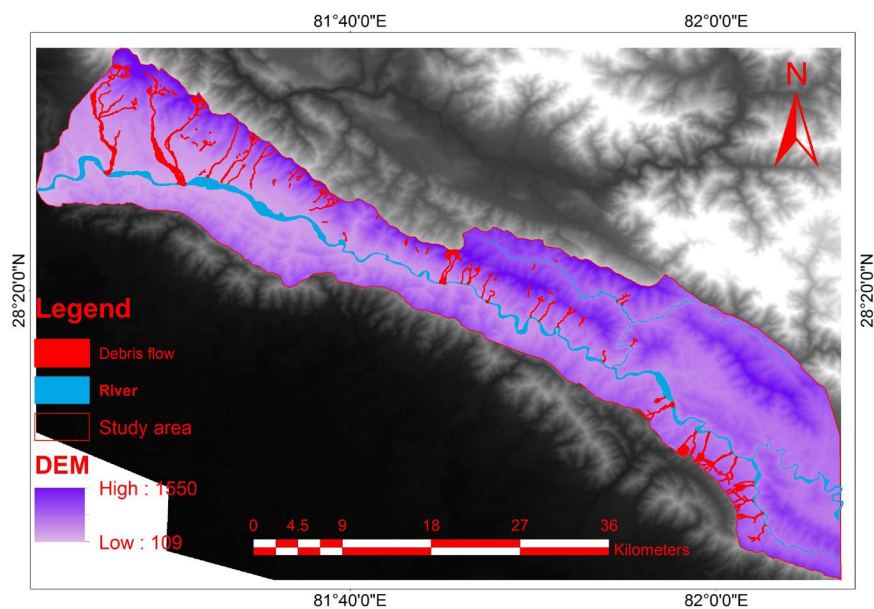 81°40'0"E 82°0'0"E
N
28°20'0"N 28°20'0"N
Legend
Debris flow
River
Study area
DEM
High : 1550
Low : 109
0 4.5 9 18 27 36
Kilometers
81°40'0"E 82°0'0"E